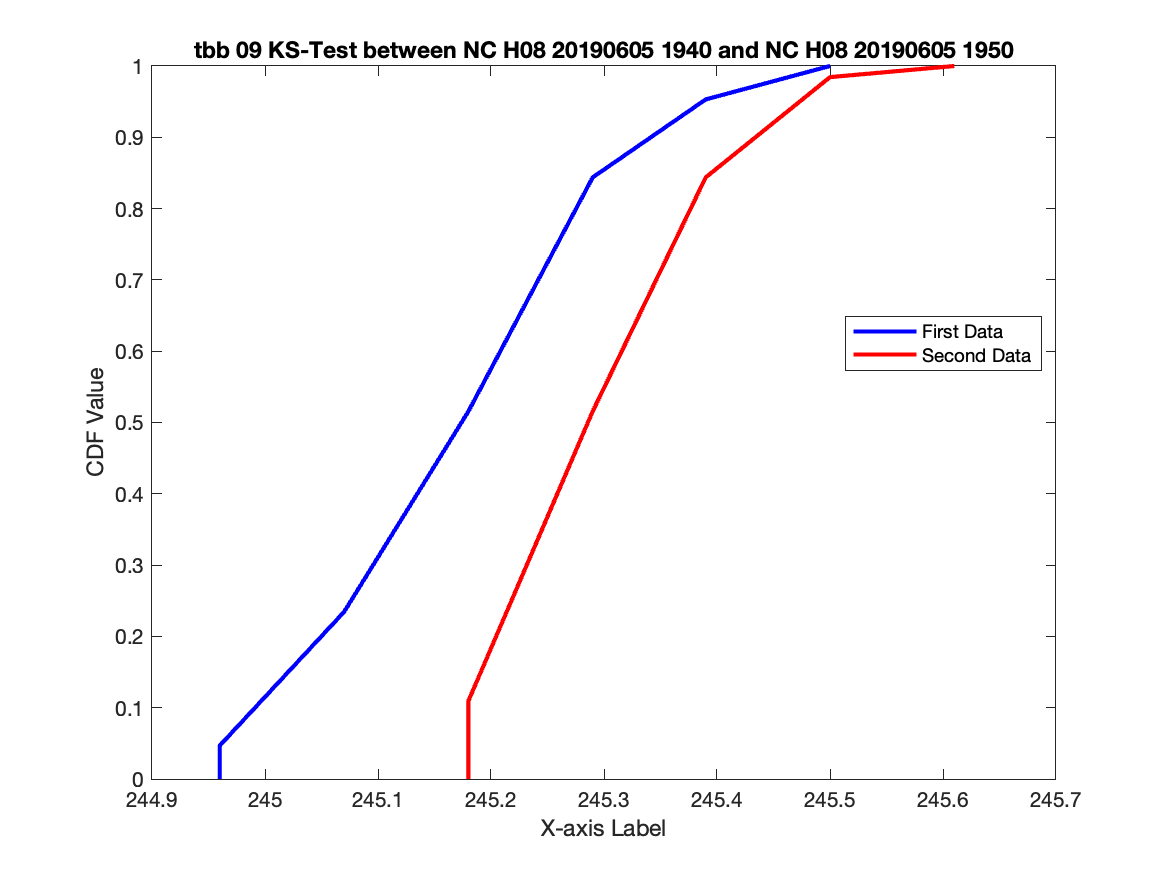 tbb 09 KS-Test between NC H08 20190605 1940 and NC H08 20190605 1950
1
0.9
0.8
0.7
0.6
0.5
0.4
0.3
0.2
0.1
0
CDF Value
First Data
Second Data
244.9 245 245.1 245.2 245.3 245.4 245.5 245.6 245.7
X-axis Label